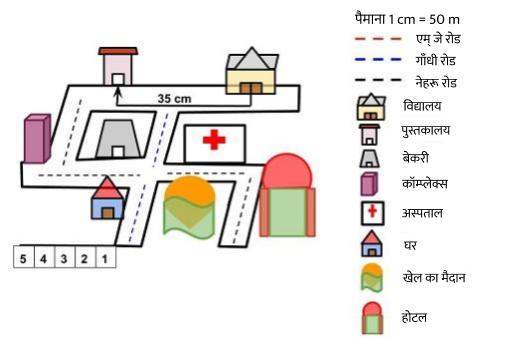 पैमाना 1 cm = 50 m
एम् जे रोड
गाँधी रोड
नेहरू रोड
विद्यालय
पुस्तकालय
बेकरी
कॉम्प्लेक्स
अस्पताल
घर
खेल का मैदान
होटल
35 cm
5 4 3 2 1